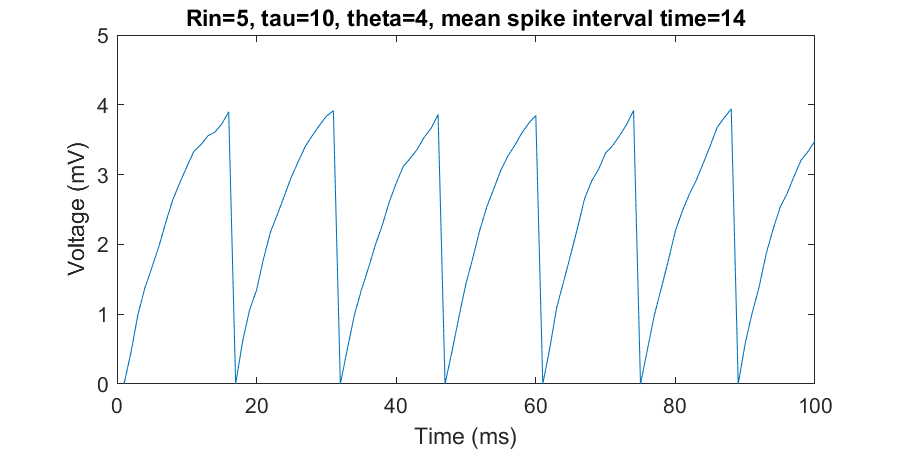 Rin=5, tau=10, theta=4, mean spike interval time=14
5
4
3
2
1
0
Voltage (mV)
0 20 40 60 80 100
Time (ms)